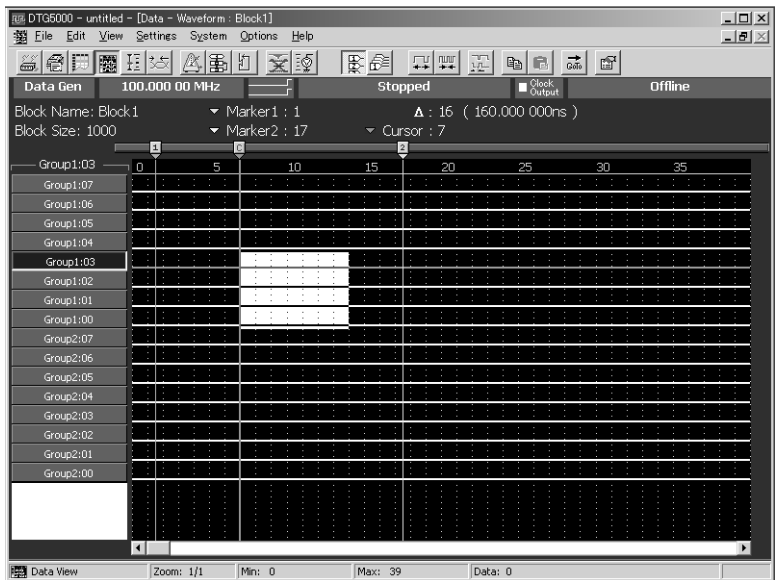 DTG5000 - untitled - [Data - Waveform : Block1]
File Edit View Settings System Options Help
Data Gen 100.000 00 MHz Stopped Clock Output Offline
Block Name: Block1 Marker1 : 1 Δ : 16 ( 160.000 000ns )
Block Size: 1000 Marker2 : 17 Cursor : 7
1 C 2
Group1:03 0 5 10 15 20 25 30 35
Group1:07
Group1:06
Group1:05
Group1:04
Group1:03
Group1:02
Group1:01
Group1:00
Group2:07
Group2:06
Group2:05
Group2:04
Group2:03
Group2:02
Group2:01
Group2:00
Data View Zoom: 1/1 Min: 0 Max: 39 Data: 0